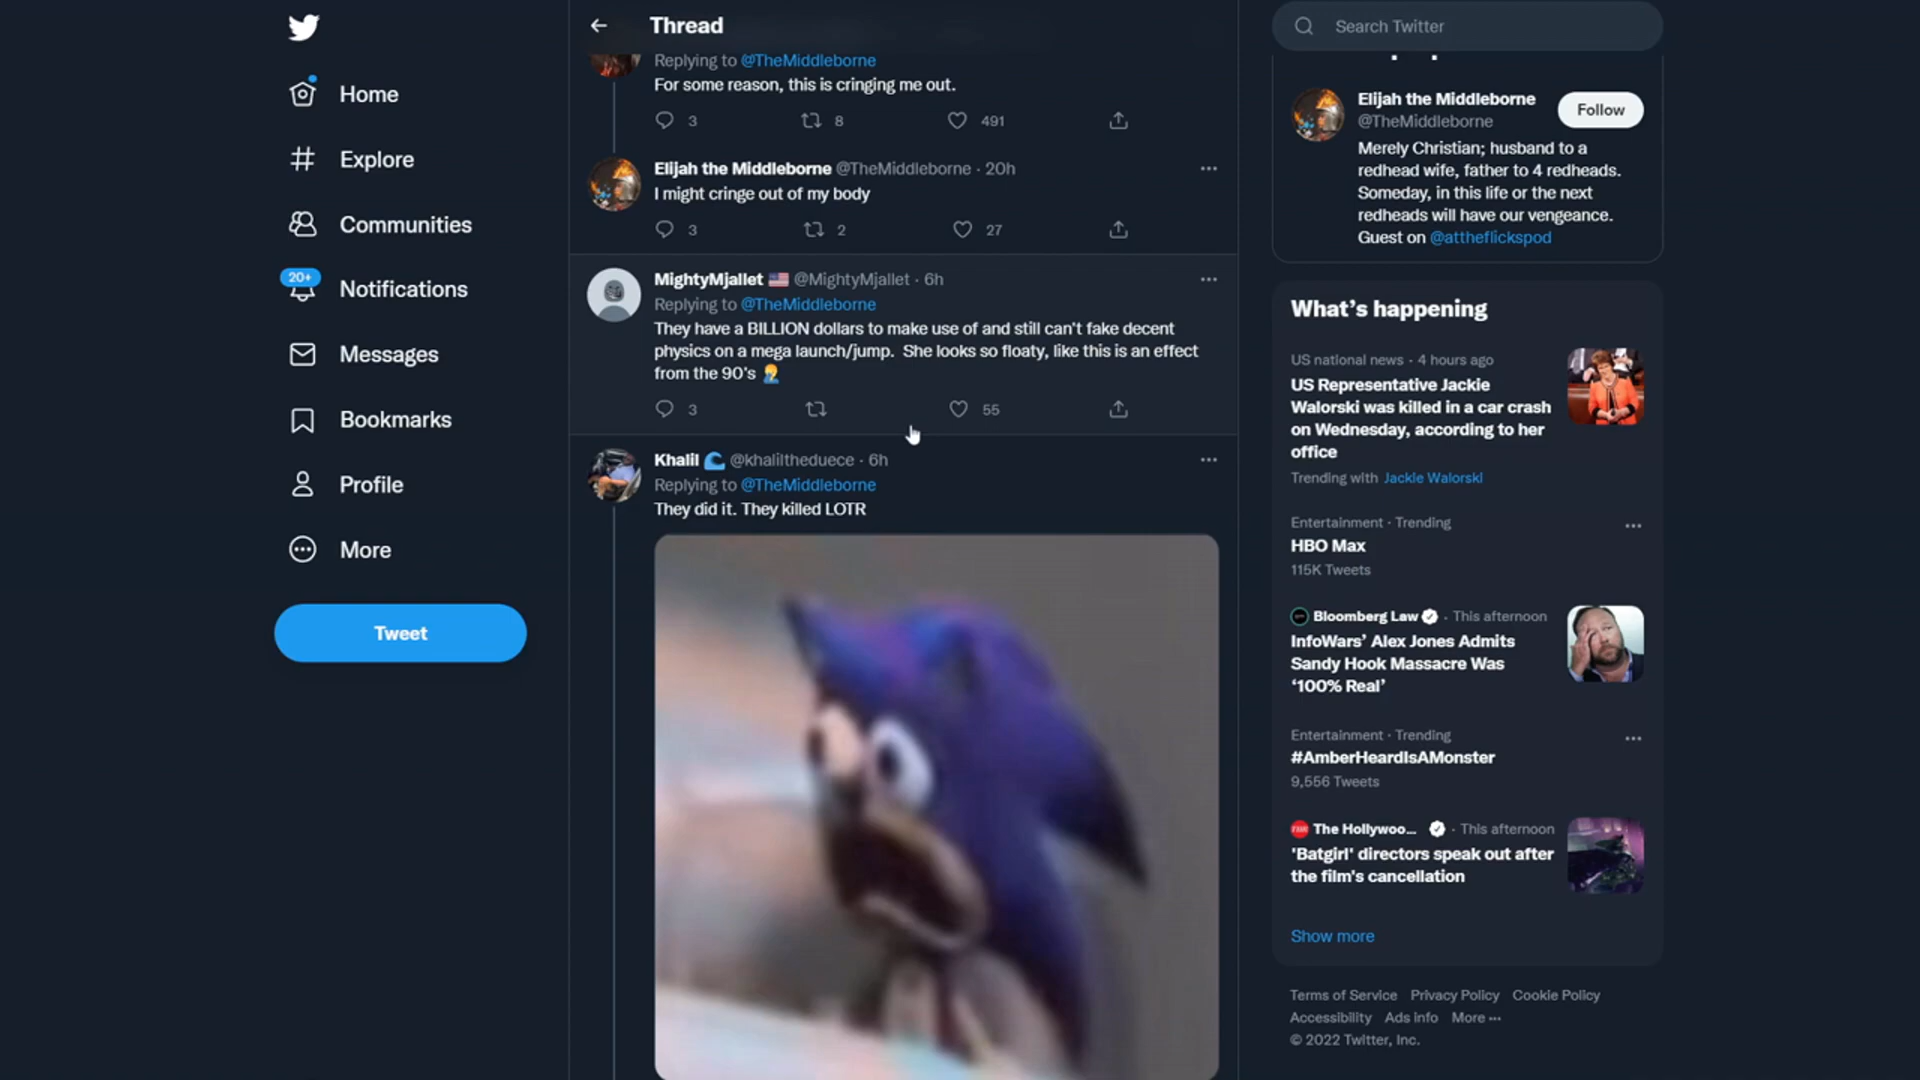 Home
Explore
Communities
20+
Notifications
Messages
Bookmarks
Profile
More
Tweet
Thread
Replying to @TheMiddleborne
For some reason, this is cringing me out.
3 8 491
Elijah the Middleborne @TheMiddleborne · 20h
I might cringe out of my body
3 2 27
MightyMjallet 🇺🇸 @MightyMjallet · 6h
Replying to @TheMiddleborne
They have a BILLION dollars to make use of and still can't fake decent
physics on a mega launch/jump. She looks so floaty, like this is an effect
from the 90's 🤦
3 55
Khalil 🌊 @khaliltheduece · 6h
Replying to @TheMiddleborne
They did it. They killed LOTR
Search Twitter
Elijah the Middleborne
@TheMiddleborne
Follow
Merely Christian; husband to a
redhead wife, father to 4 redheads.
Someday, in this life or the next
redheads will have our vengeance.
Guest on @attheflickspod
What's happening
US national news · 4 hours ago
US Representative Jackie
Walorski was killed in a car crash
on Wednesday, according to her
office
Trending with Jackie Walorski
Entertainment · Trending
HBO Max
115K Tweets
Bloomberg Law · This afternoon
InfoWars' Alex Jones Admits
Sandy Hook Massacre Was
‘100% Real’
Entertainment · Trending
#AmberHeardIsAMonster
9,556 Tweets
The Hollywoo... · This afternoon
'Batgirl' directors speak out after
the film's cancellation
Show more
Terms of Service Privacy Policy Cookie Policy
Accessibility Ads info More ···
© 2022 Twitter, Inc.